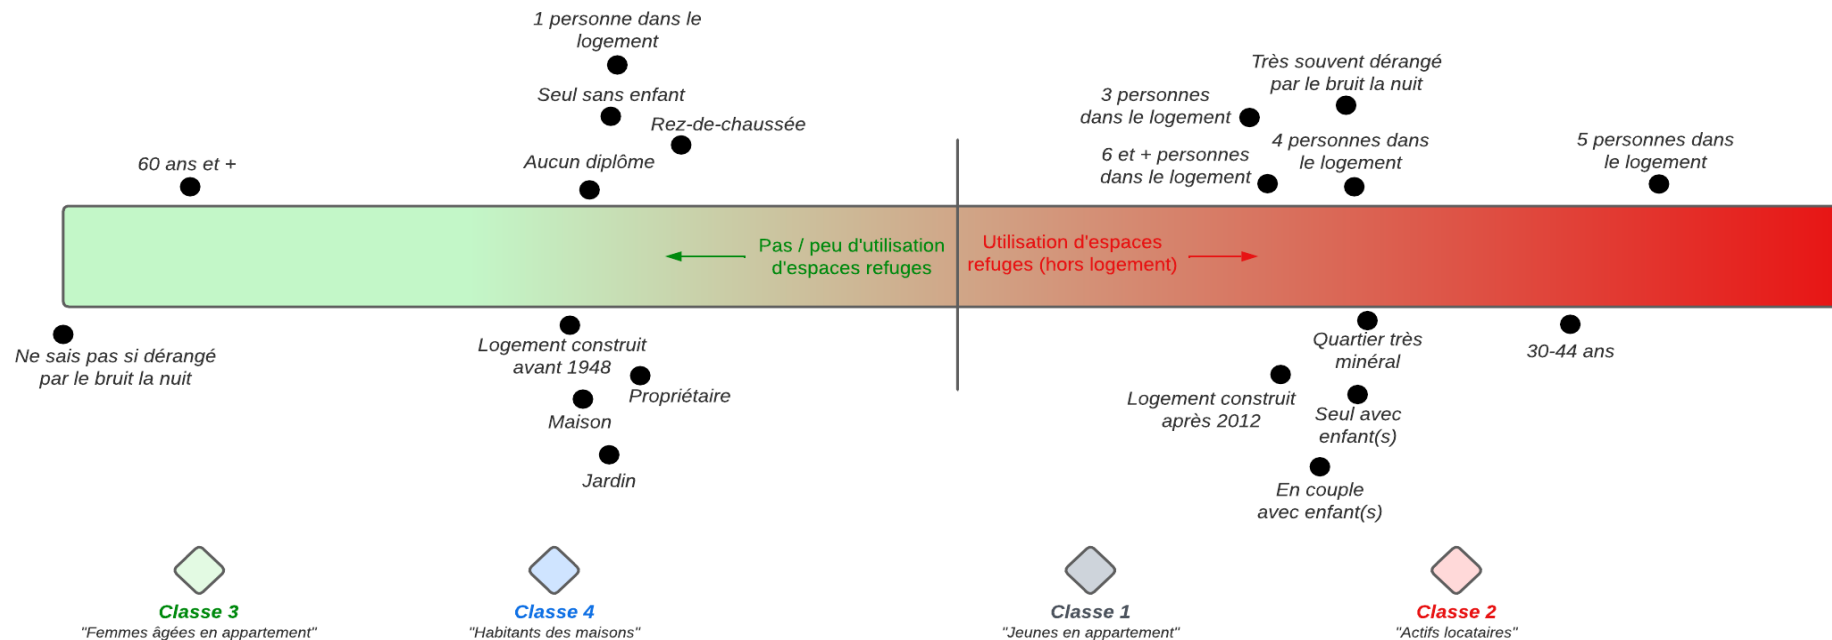 1 personne dans le
logement
Seul sans enfant
Rez-de-chaussée
Aucun diplôme
60 ans et +
Très souvent dérangé
par le bruit la nuit
3 personnes
dans le logement
4 personnes dans
le logement
6 et + personnes
dans le logement
5 personnes dans
le logement
Pas / peu d'utilisation
d'espaces refuges
Utilisation d'espaces
refuges (hors logement)
Ne sais pas si dérangé
par le bruit la nuit
Logement construit
avant 1948
Propriétaire
Maison
Jardin
Quartier très
minéral
30-44 ans
Logement construit
après 2012
Seul avec
enfant(s)
En couple
avec enfant(s)
Classe 3
"Femmes âgées en appartement"
Classe 4
"Habitants des maisons"
Classe 1
"Jeunes en appartement"
Classe 2
"Actifs locataires"